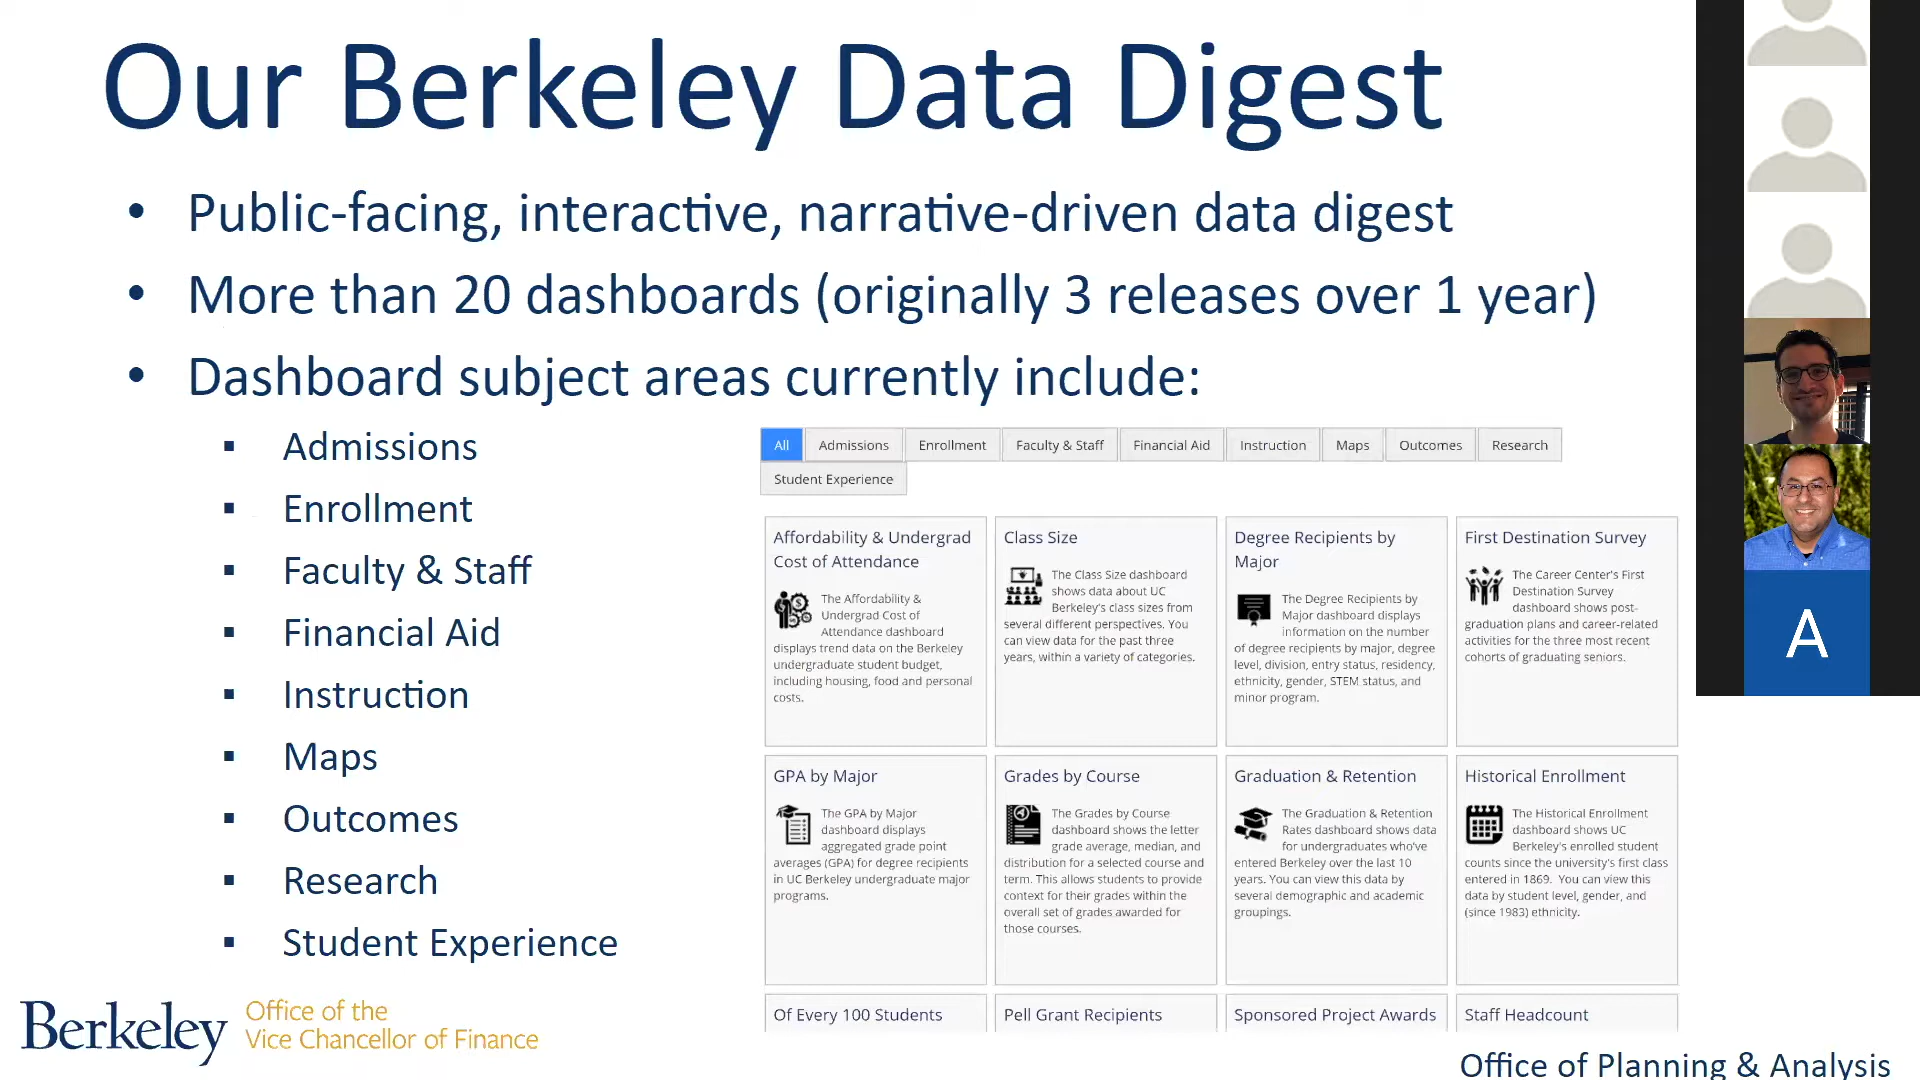 Our Berkeley Data Digest
• Public-facing, interactive, narrative-driven data digest
• More than 20 dashboards (originally 3 releases over 1 year)
• Dashboard subject areas currently include:
▪ Admissions
▪ Enrollment
▪ Faculty & Staff
▪ Financial Aid
▪ Instruction
▪ Maps
▪ Outcomes
▪ Research
▪ Student Experience
All Admissions Enrollment Faculty & Staff Financial Aid Instruction Maps Outcomes Research
Student Experience
Affordability & Undergrad
Cost of Attendance
The Affordability &
Undergrad Cost of
Attendance dashboard
displays trend data on the Berkeley
undergraduate student budget,
including housing, food and personal
costs.
Class Size
The Class Size dashboard
shows data about UC
Berkeley's class sizes from
several different perspectives. You
can view data for the past three
years, within a variety of categories.
Degree Recipients by
Major
The Degree Recipients by
Major dashboard displays
information on the number
of degree recipients by major, degree
level, division, entry status, residency,
ethnicity, gender, STEM status, and
minor program.
First Destination Survey
The Career Center's First
Destination Survey
dashboard shows post-
graduation plans and career-related
activities for the three most recent
cohorts of graduating seniors.
GPA by Major
The GPA by Major
dashboard displays
aggregated grade point
averages (GPA) for degree recipients
in UC Berkeley undergraduate major
programs.
Grades by Course
The Grades by Course
dashboard shows the letter
grade average, median, and
distribution for a selected course and
term. This allows students to provide
context for their grades within the
overall set of grades awarded for
those courses.
Graduation & Retention
The Graduation & Retention
Rates dashboard shows data
for undergraduates who've
entered Berkeley over the last 10
years. You can view this data by
several demographic and academic
groupings.
Historical Enrollment
The Historical Enrollment
dashboard shows UC
Berkeley's enrolled student
counts since the university's first class
entered in 1869. You can view this
data by student level, gender, and
(since 1983) ethnicity.
Of Every 100 Students
Pell Grant Recipients
Sponsored Project Awards
Staff Headcount
A
Berkeley
Office of the
Vice Chancellor of Finance
Office of Planning & Analysis